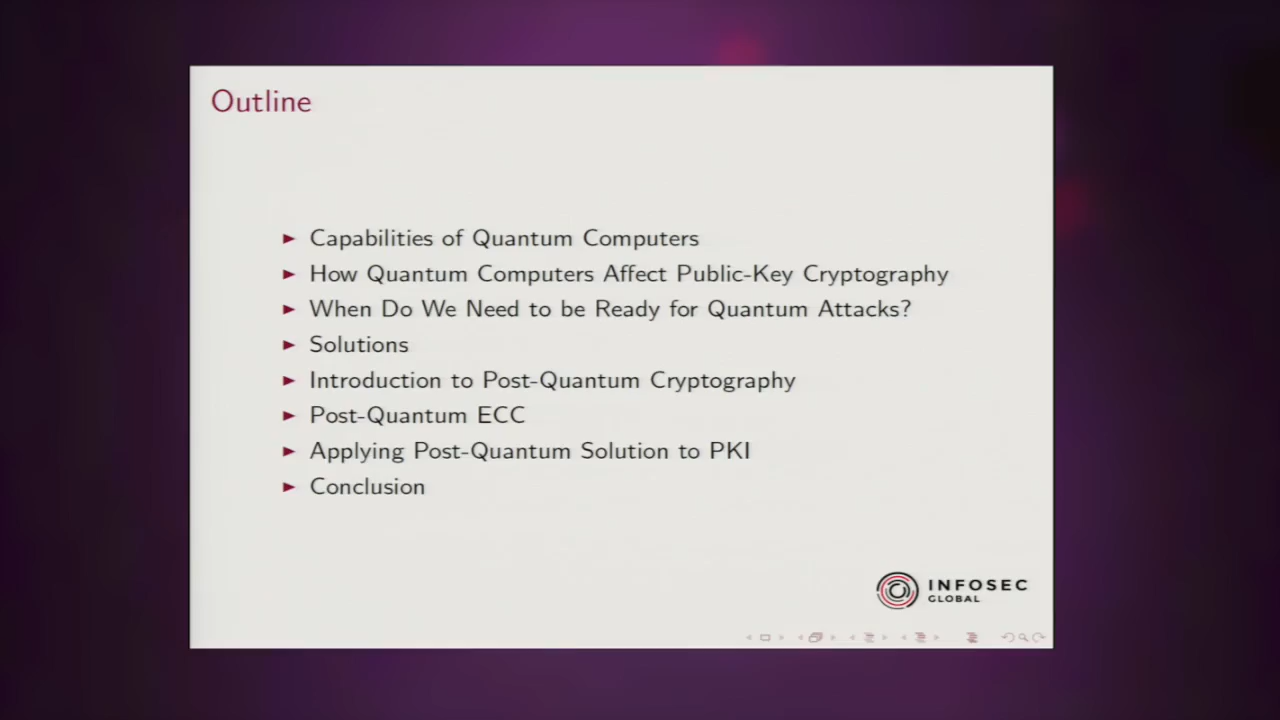 Outline
Capabilities of Quantum Computers
How Quantum Computers Affect Public-Key Cryptography
When Do We Need to be Ready for Quantum Attacks?
Solutions
Introduction to Post-Quantum Cryptography
Post-Quantum ECC
Applying Post-Quantum Solution to PKI
Conclusion
INFOSEC
GLOBAL